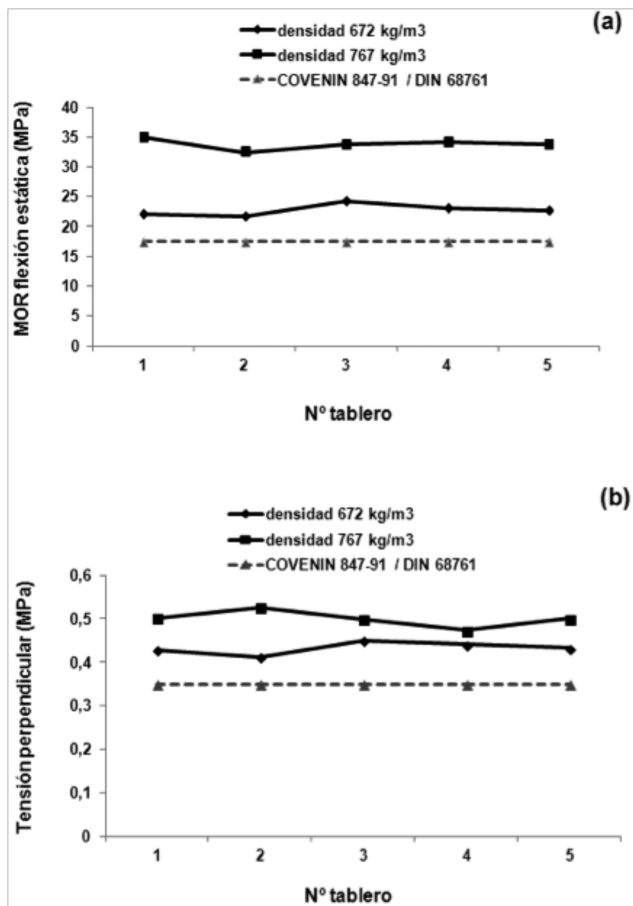 (a)
densidad 672 kg/m3
densidad 767 kg/m3
COVENIN 847-91 / DIN 68761
MOR flexión estática (MPa)
40
35
30
25
20
15
10
5
0
1 2 3 4 5
Nº tablero
(b)
densidad 672 kg/m3
densidad 767 kg/m3
COVENIN 847-91 / DIN 68761
Tensión perpendicular (MPa)
0,6
0,5
0,4
0,3
0,2
0,1
0
1 2 3 4 5
Nº tablero